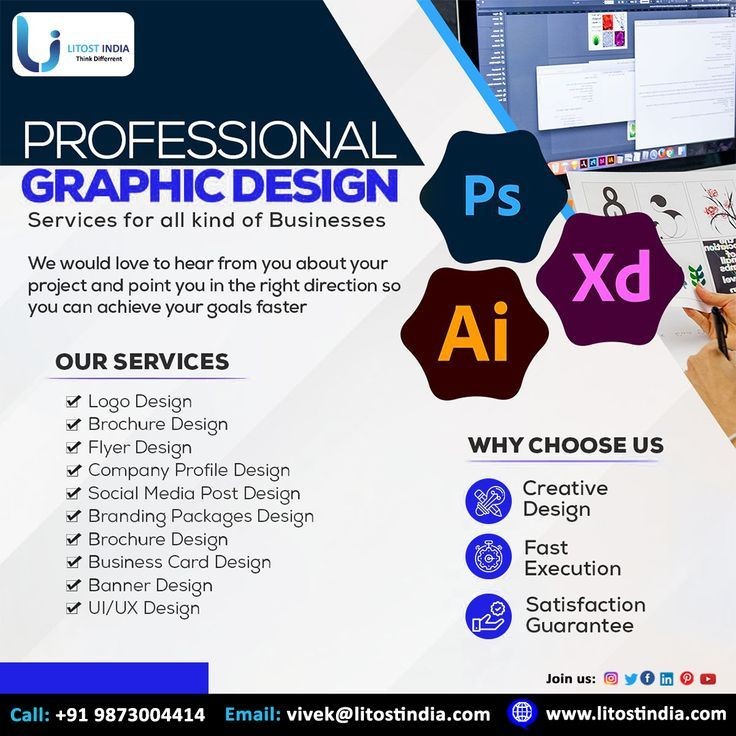 LITOST INDIA
Think Differrent
PROFESSIONAL
GRAPHIC DESIGN
Services for all kind of Businesses
We would love to hear from you about your
project and point you in the right direction so
you can achieve your goals faster
Ps
Xd
Ai
8
OUR SERVICES
Logo Design
Brochure Design
Flyer Design
Company Profile Design
Social Media Post Design
Branding Packages Design
Brochure Design
Business Card Design
Banner Design
UI/UX Design
WHY CHOOSE US
Creative
Design
Fast
Execution
Satisfaction
Guarantee
Join us:
Call: +91 9873004414 Email: vivek@litostindia.com www.litostindia.com